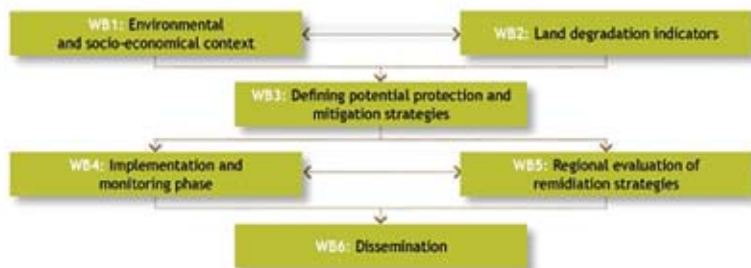 WB1: Environmental
and socio-economical context
WB2: Land degradation indicators
WB3: Defining potential protection and
mitigation strategies
WB4: Implementation and
monitoring phase
WB5: Regional evaluation of
remidiation strategies
WB6: Dissemination